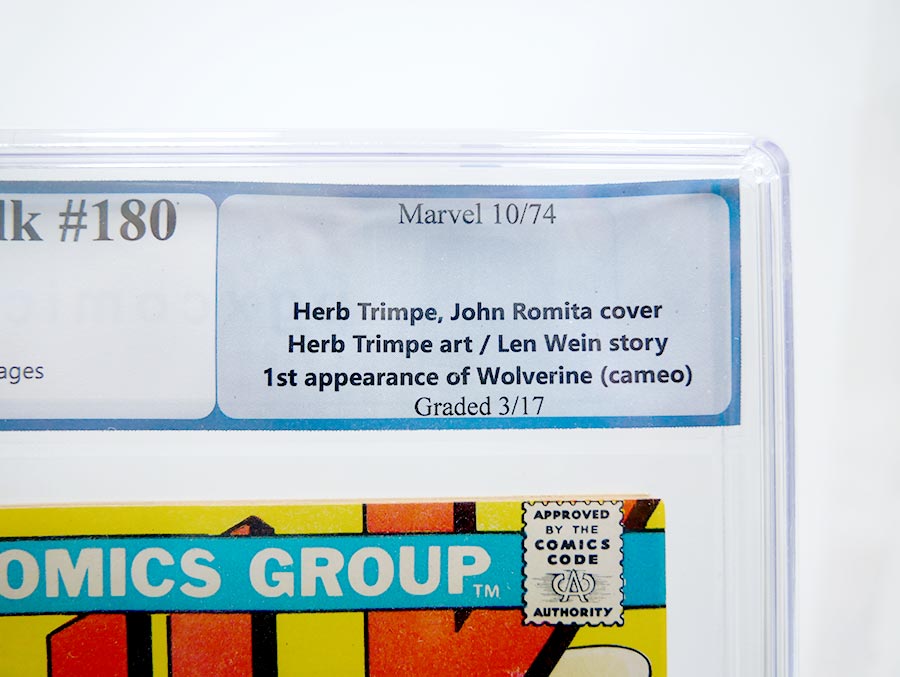 lk #180
Marvel 10/74
Herb Trimpe, John Romita cover
Herb Trimpe art / Len Wein story
1st appearance of Wolverine (cameo)
Graded 3/17
ages
OMICS GROUP TM
APPROVED
BY THE
COMICS
CODE
CA
AUTHORITY